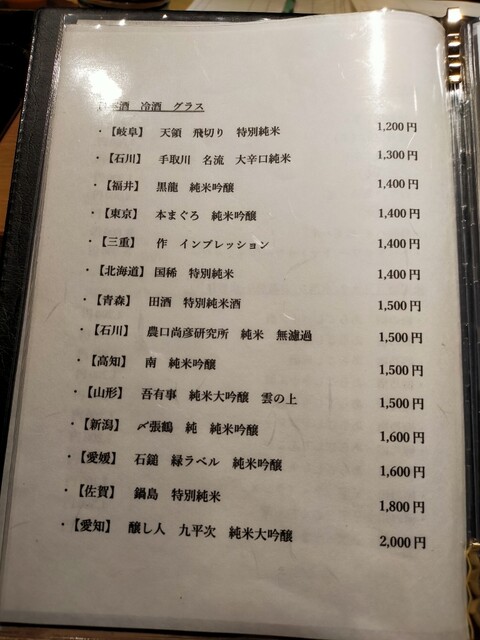 日本酒 冷酒 グラス
・【岐阜】 天領 飛切り 特別純米 1,200円
・【石川】 手取川 名流 大辛口純米 1,300円
・【福井】 黒龍 純米吟醸 1,400円
・【東京】 本まぐろ 純米吟醸 1,400円
・【三重】 作 インプレッション 1,400円
・【北海道】 国稀 特別純米 1,400円
・【青森】 田酒 特別純米酒 1,500円
・【石川】 農口尚彦研究所 純米 無濾過 1,500円
・【高知】 南 純米吟醸 1,500円
・【山形】 吾有事 純米大吟醸 雲の上 1,500円
・【新潟】 〆張鶴 純 純米吟醸 1,600円
・【愛媛】 石鎚 緑ラベル 純米吟醸 1,600円
・【佐賀】 鍋島 特別純米 1,800円
・【愛知】 醸し人 九平次 純米大吟醸 2,000円